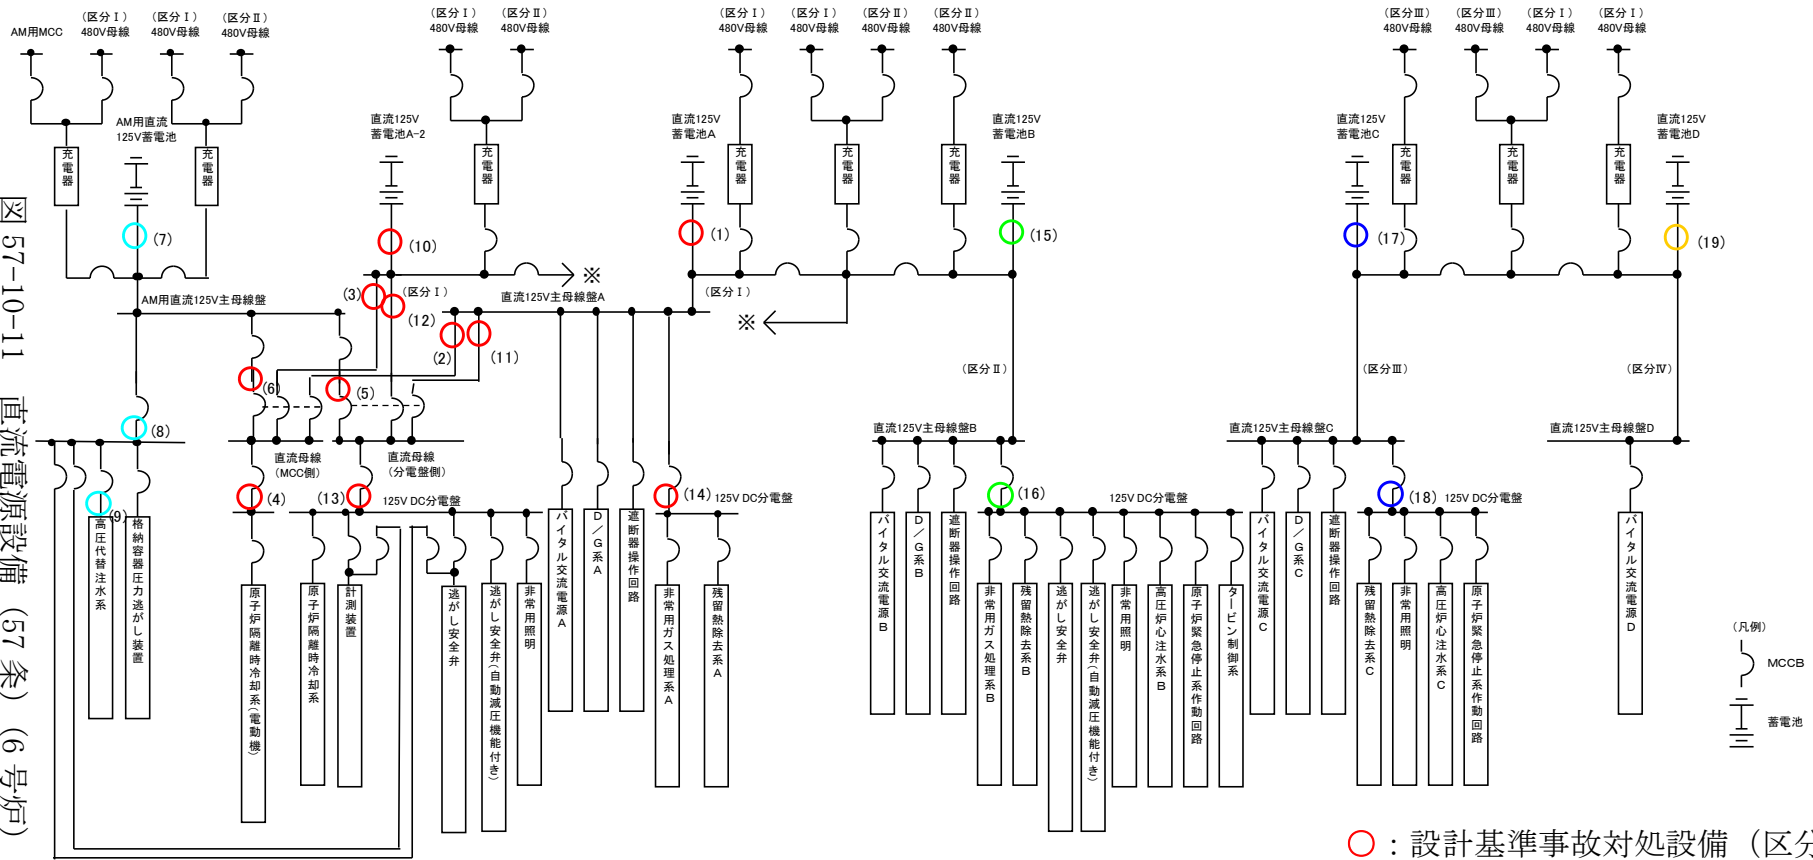 AM用MCC
(区分Ⅰ)
480V母線
(区分Ⅰ)
480V母線
(区分Ⅱ)
480V母線
(区分Ⅰ)
480V母線
(区分Ⅱ)
480V母線
(区分Ⅰ)
480V母線
(区分Ⅰ)
480V母線
(区分Ⅱ)
480V母線
(区分Ⅱ)
480V母線
(区分Ⅲ)
480V母線
(区分Ⅲ)
480V母線
(区分Ⅰ)
480V母線
(区分Ⅰ)
480V母線
AM用直流
125V蓄電池
直流125V
蓄電池A-2
直流125V
蓄電池A
直流125V
蓄電池B
直流125V
蓄電池C
直流125V
蓄電池D
充電器
充電器
充電器
充電器
充電器
充電器
充電器
充電器
充電器
(7)
(10)
(1)
(15)
(17)
(19)
※
(3)
(区分Ⅰ)
(12)
AM用直流125V主母線盤
直流125V主母線盤A
(区分Ⅰ)
※
(2)
(11)
(6)
(5)
(区分Ⅱ)
(区分Ⅲ)
(区分Ⅳ)
(8)
直流125V主母線盤B
直流125V主母線盤C
直流125V主母線盤D
直流母線
(MCC側)
直流母線
(分電盤側)
(9)
(4)
(13)
125V DC分電盤
(14)
125V DC分電盤
(16)
125V DC分電盤
(18)
125V DC分電盤
高圧代替注水系
格納容器圧力逃がし装置
原子炉隔離時冷却系(電動機)
原子炉隔離時冷却系
計測装置
逃がし安全弁
逃がし安全弁(自動減圧機能付き)
非常用照明
バイタル交流電源A
D/G系A
遮断器操作回路
非常用ガス処理系A
残留熱除去系A
バイタル交流電源B
D/G系B
遮断器操作回路
非常用ガス処理系B
残留熱除去系B
逃がし安全弁
逃がし安全弁(自動減圧機能付き)
非常用照明
高圧炉心注水系B
原子炉緊急停止系作動回路
タービン制御系
バイタル交流電源C
D/G系C
遮断器操作回路
残留熱除去系C
非常用照明
高圧炉心注水系C
原子炉緊急停止系作動回路
バイタル交流電源D
(凡例)
MCCB
蓄電池
図 57-10-11 直流電源設備 (57 条) (6 号炉)
:設計基準事故対処設備 (区分